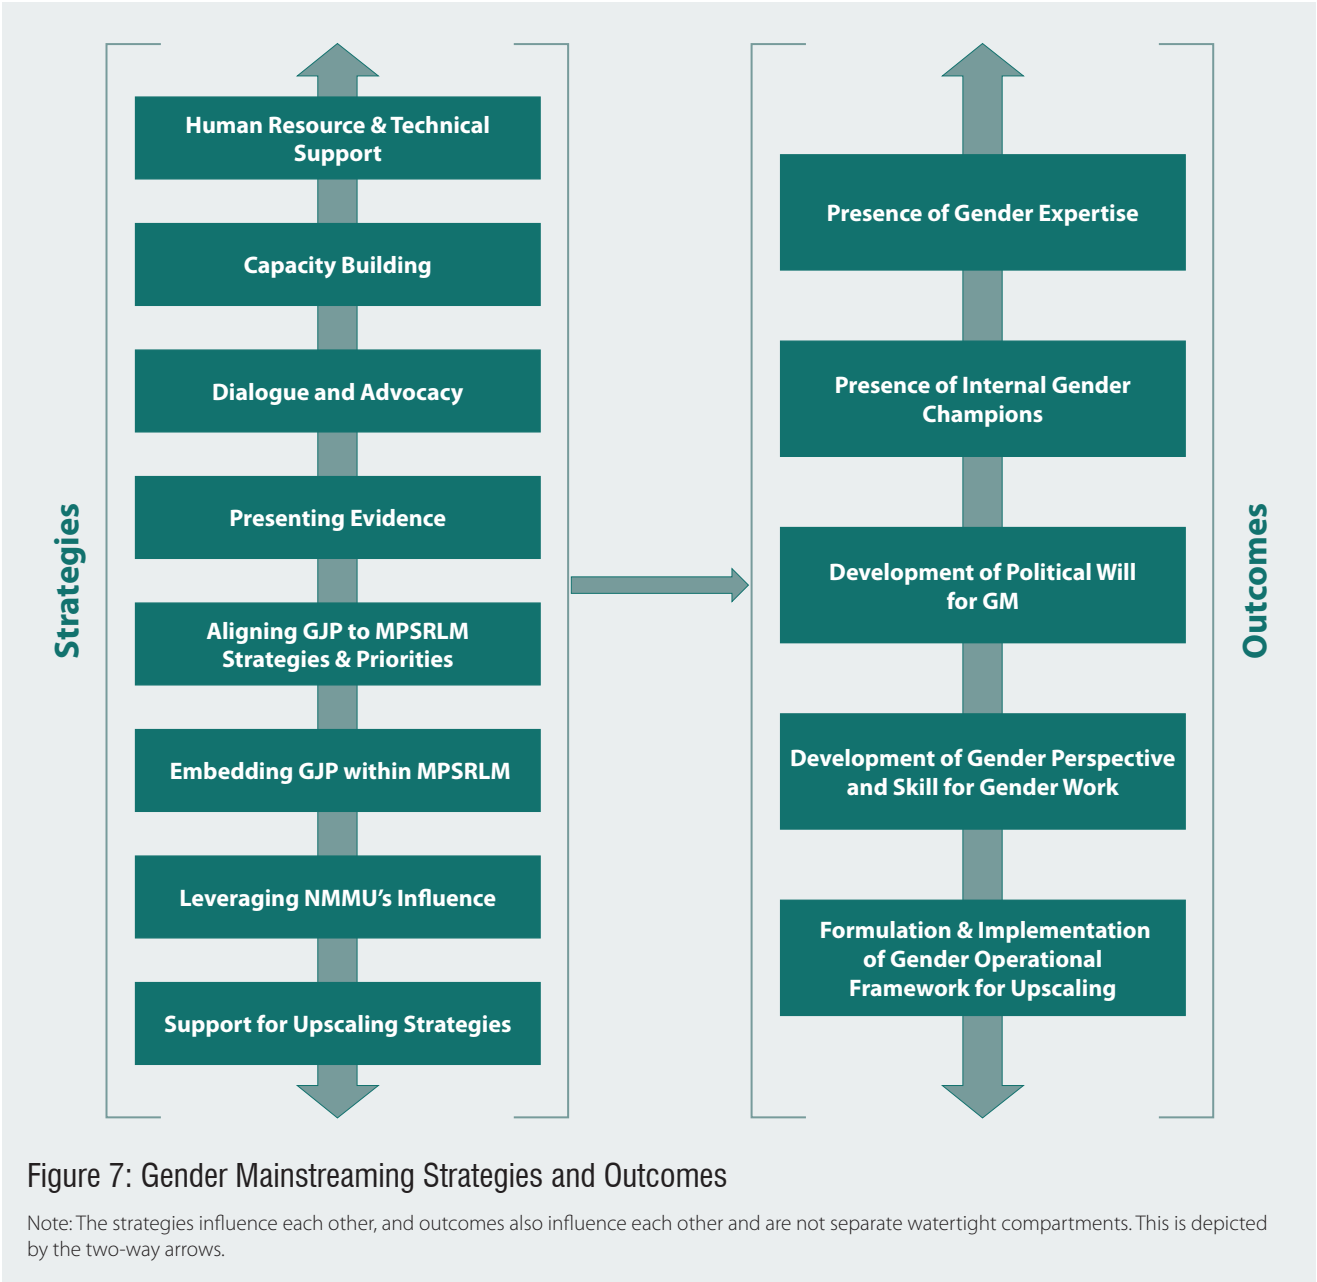 Strategies
Human Resource & Technical
Support
Capacity Building
Dialogue and Advocacy
Presenting Evidence
Aligning GJP to MPSRLM
Strategies & Priorities
Embedding GJP within MPSRLM
Leveraging NMMU’s Influence
Support for Upscaling Strategies
Presence of Gender Expertise
Presence of Internal Gender
Champions
Development of Political Will
for GM
Development of Gender Perspective
and Skill for Gender Work
Formulation & Implementation
of Gender Operational
Framework for Upscaling
Outcomes
Figure 7: Gender Mainstreaming Strategies and Outcomes
Note: The strategies influence each other, and outcomes also influence each other and are not separate watertight compartments. This is depicted
by the two-way arrows.